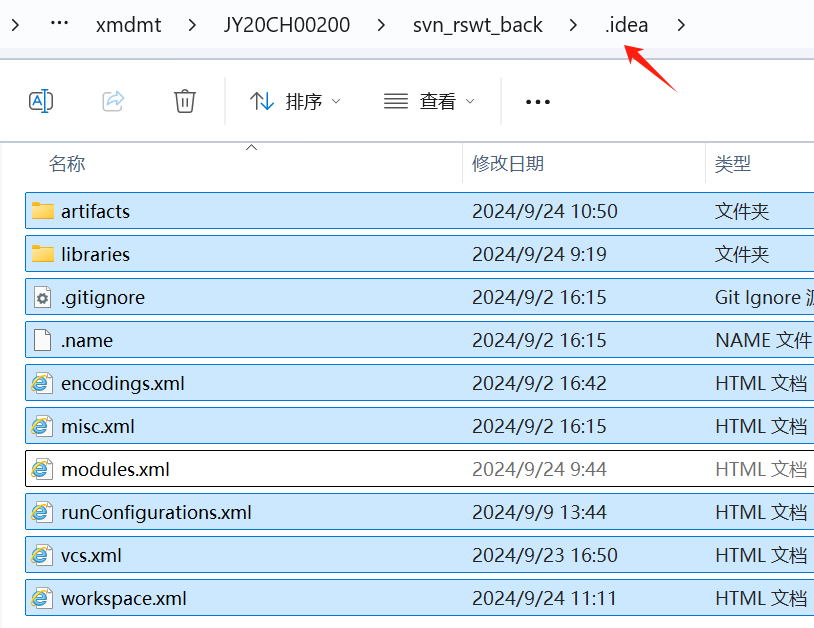 xmdmt JY20CH00200 svn_rswt_back .idea
排序 查看
名称 修改日期 类型
artifacts 2024/9/24 10:50 文件夹
libraries 2024/9/24 9:19 文件夹
.gitignore 2024/9/2 16:15 Git Ignore 源
.name 2024/9/2 16:15 NAME 文件
encodings.xml 2024/9/2 16:42 HTML 文档
misc.xml 2024/9/2 16:15 HTML 文档
modules.xml 2024/9/24 9:44 HTML 文档
runConfigurations.xml 2024/9/9 13:44 HTML 文档
vcs.xml 2024/9/23 16:50 HTML 文档
workspace.xml 2024/9/24 11:11 HTML 文档